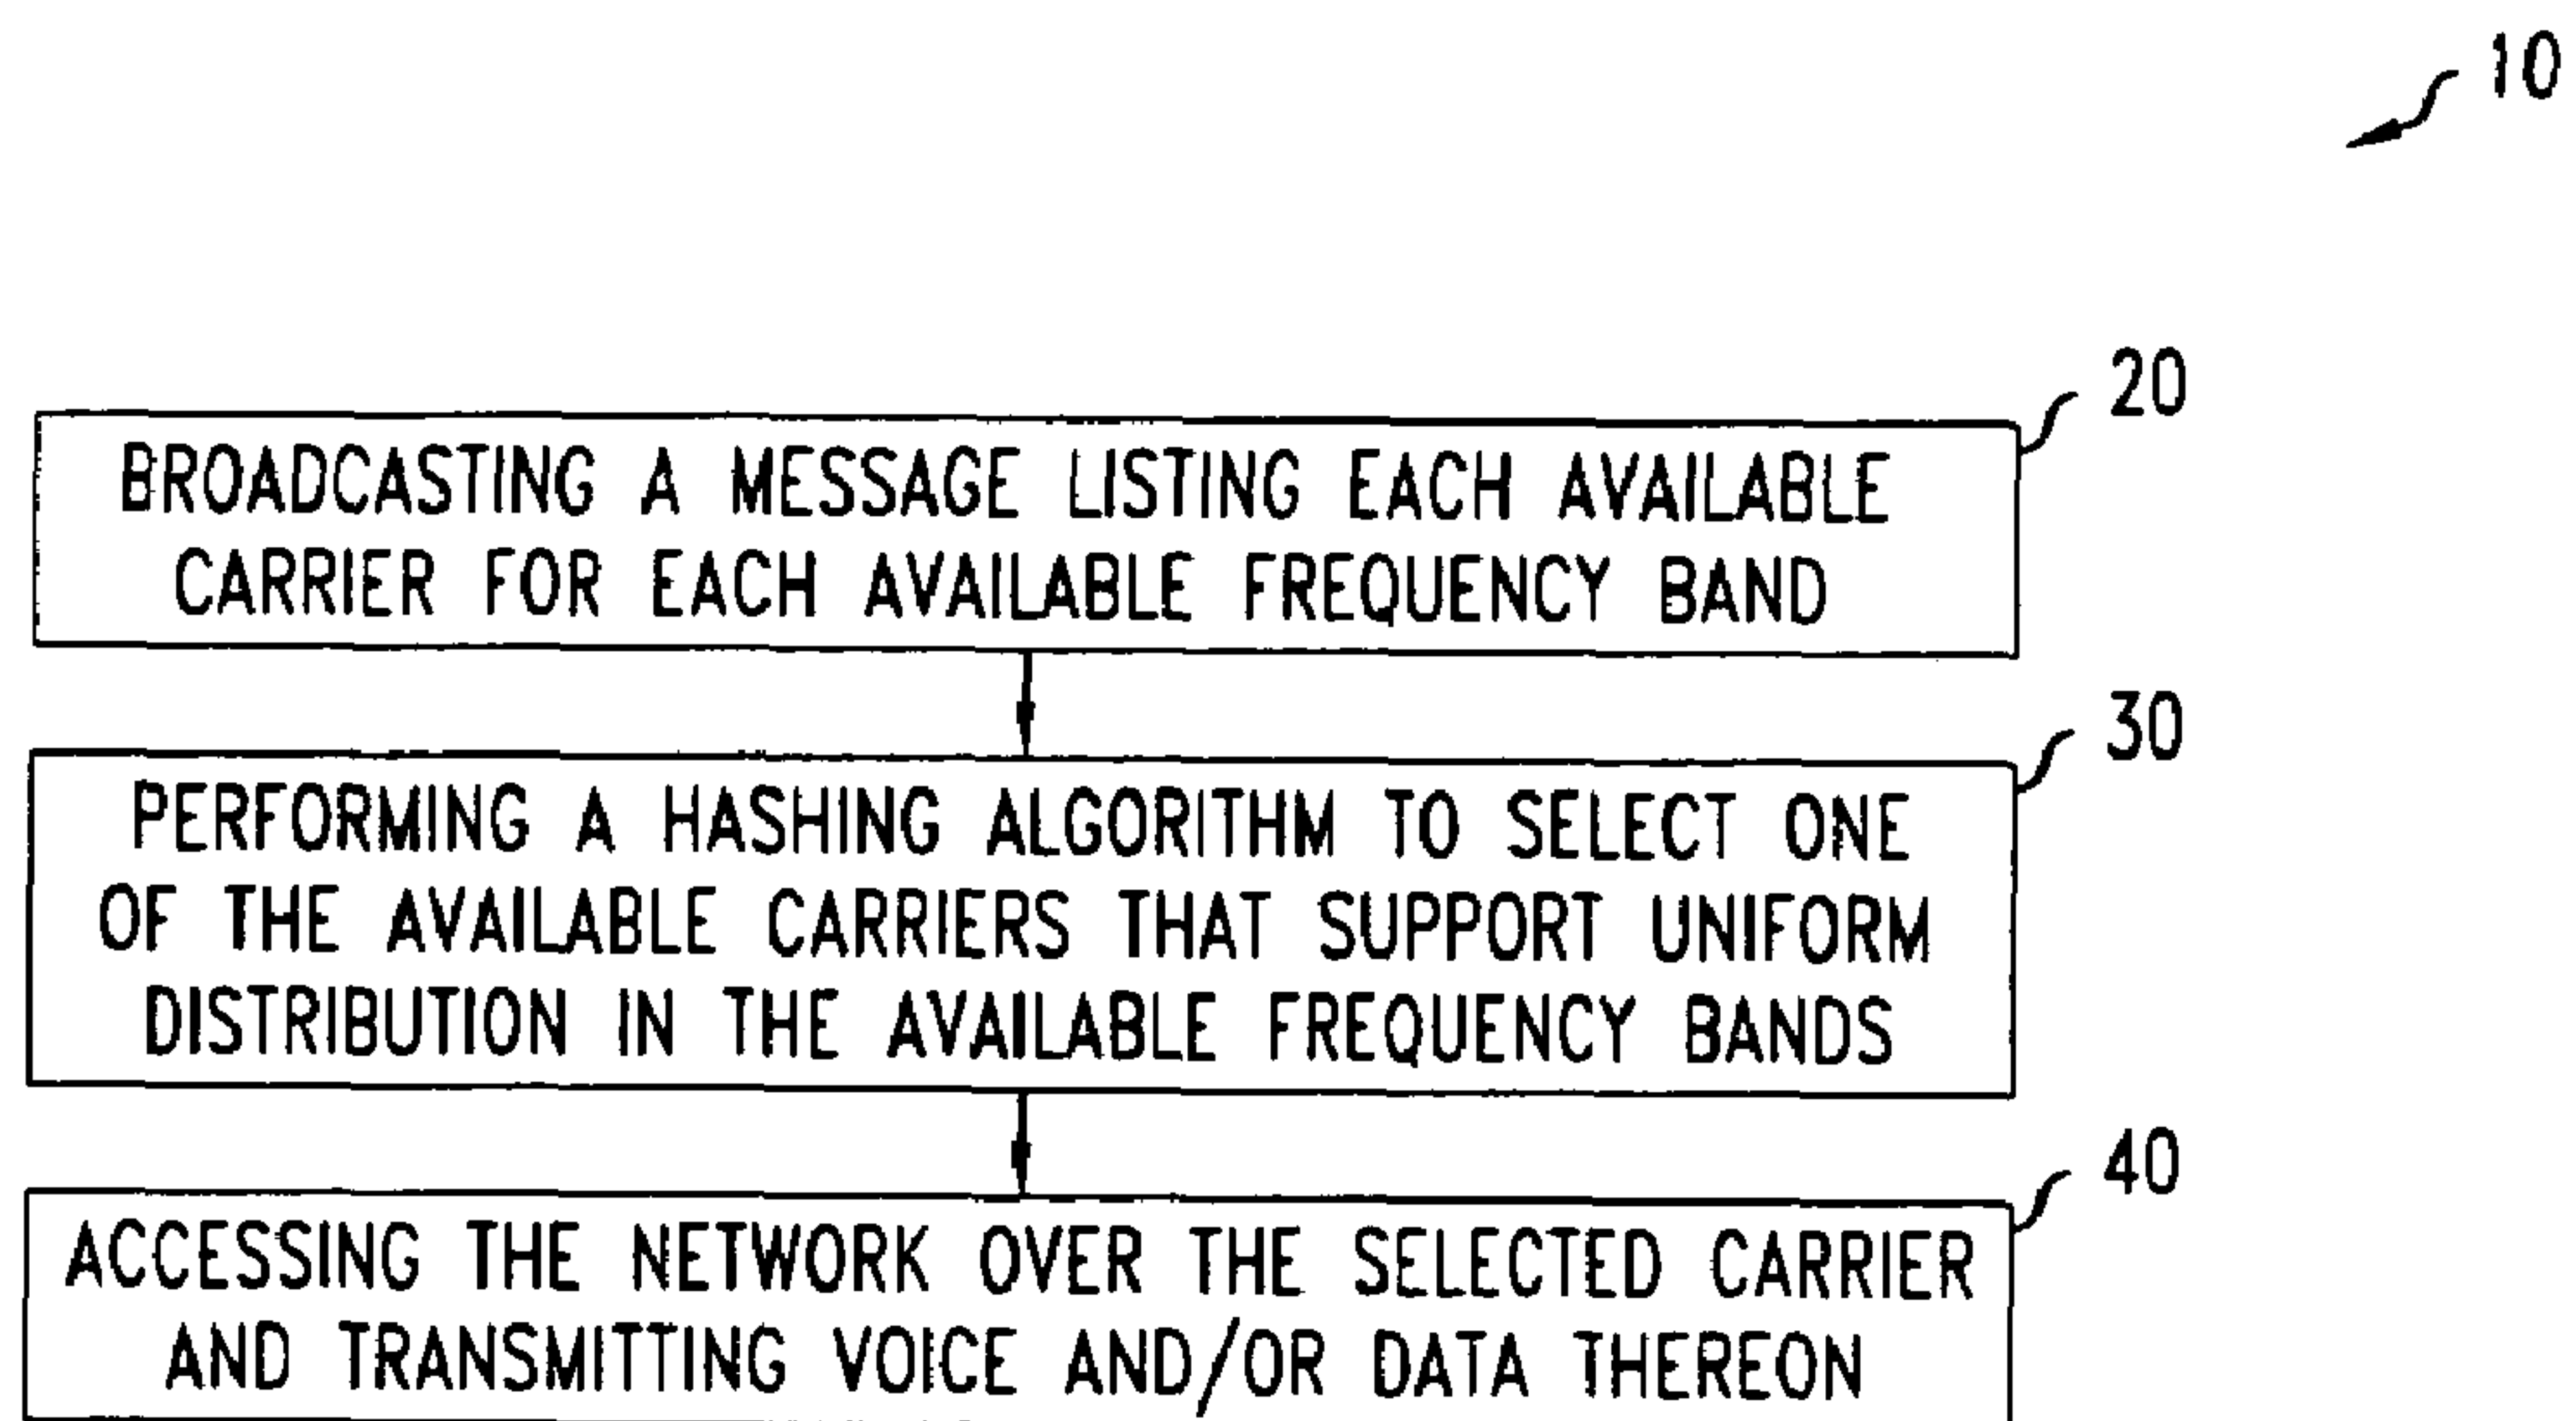 10
20
BROADCASTING A MESSAGE LISTING EACH AVAILABLE
CARRIER FOR EACH AVAILABLE FREQUENCY BAND
30
PERFORMING A HASHING ALGORITHM TO SELECT ONE
OF THE AVAILABLE CARRIERS THAT SUPPORT UNIFORM
DISTRIBUTION IN THE AVAILABLE FREQUENCY BANDS
40
ACCESSING THE NETWORK OVER THE SELECTED CARRIER
AND TRANSMITTING VOICE AND/OR DATA THEREON